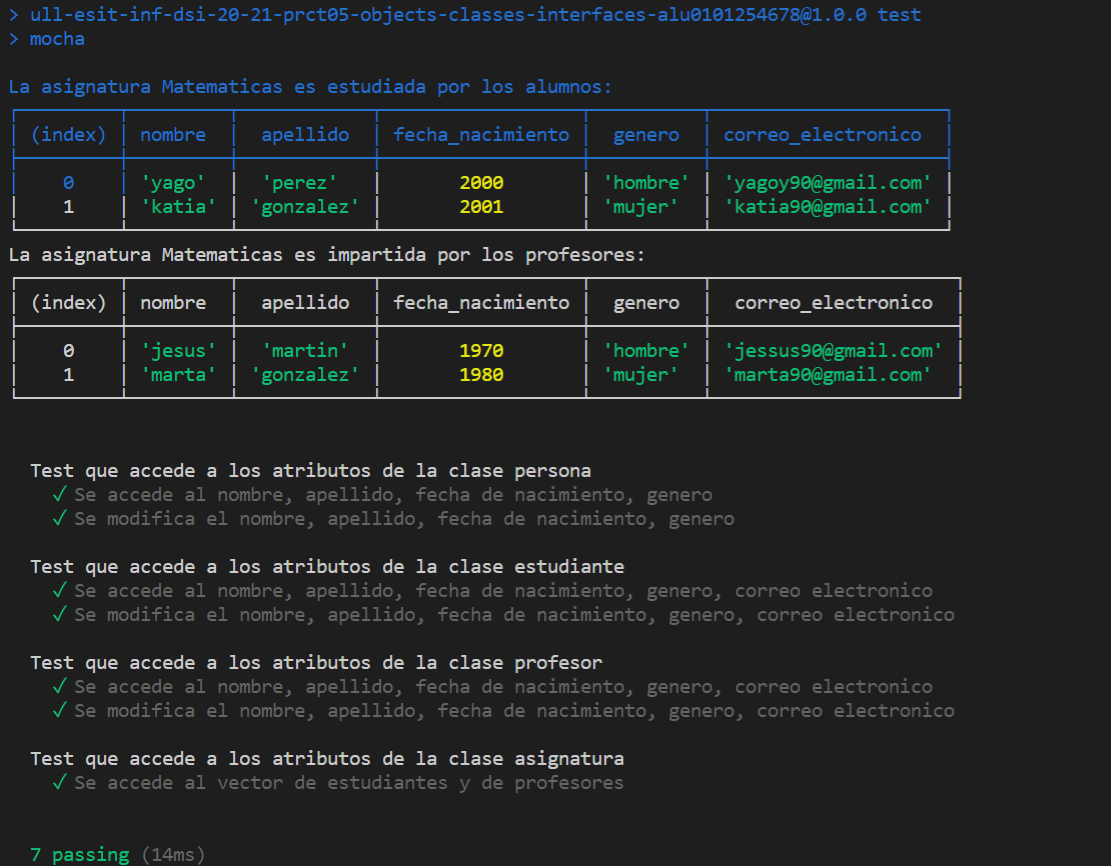 > ull-esit-inf-dsi-20-21-prct05-objects-classes-interfaces-alu0101254678@1.0.0 test
> mocha
La asignatura Matematicas es estudiada por los alumnos:
(index) nombre apellido fecha_nacimiento genero correo_electronico
0 'yago' 'perez' 2000 'hombre' 'yagoy90@gmail.com'
1 'katia' 'gonzalez' 2001 'mujer' 'katia90@gmail.com'
La asignatura Matematicas es impartida por los profesores:
(index) nombre apellido fecha_nacimiento genero correo_electronico
0 'jesus' 'martin' 1970 'hombre' 'jessus90@gmail.com'
1 'marta' 'gonzalez' 1980 'mujer' 'marta90@gmail.com'
Test que accede a los atributos de la clase persona
✓ Se accede al nombre, apellido, fecha de nacimiento, genero
✓ Se modifica el nombre, apellido, fecha de nacimiento, genero
Test que accede a los atributos de la clase estudiante
✓ Se accede al nombre, apellido, fecha de nacimiento, genero, correo electronico
✓ Se modifica el nombre, apellido, fecha de nacimiento, genero, correo electronico
Test que accede a los atributos de la clase profesor
✓ Se accede al nombre, apellido, fecha de nacimiento, genero, correo electronico
✓ Se modifica el nombre, apellido, fecha de nacimiento, genero, correo electronico
Test que accede a los atributos de la clase asignatura
✓ Se accede al vector de estudiantes y de profesores
7 passing (14ms)